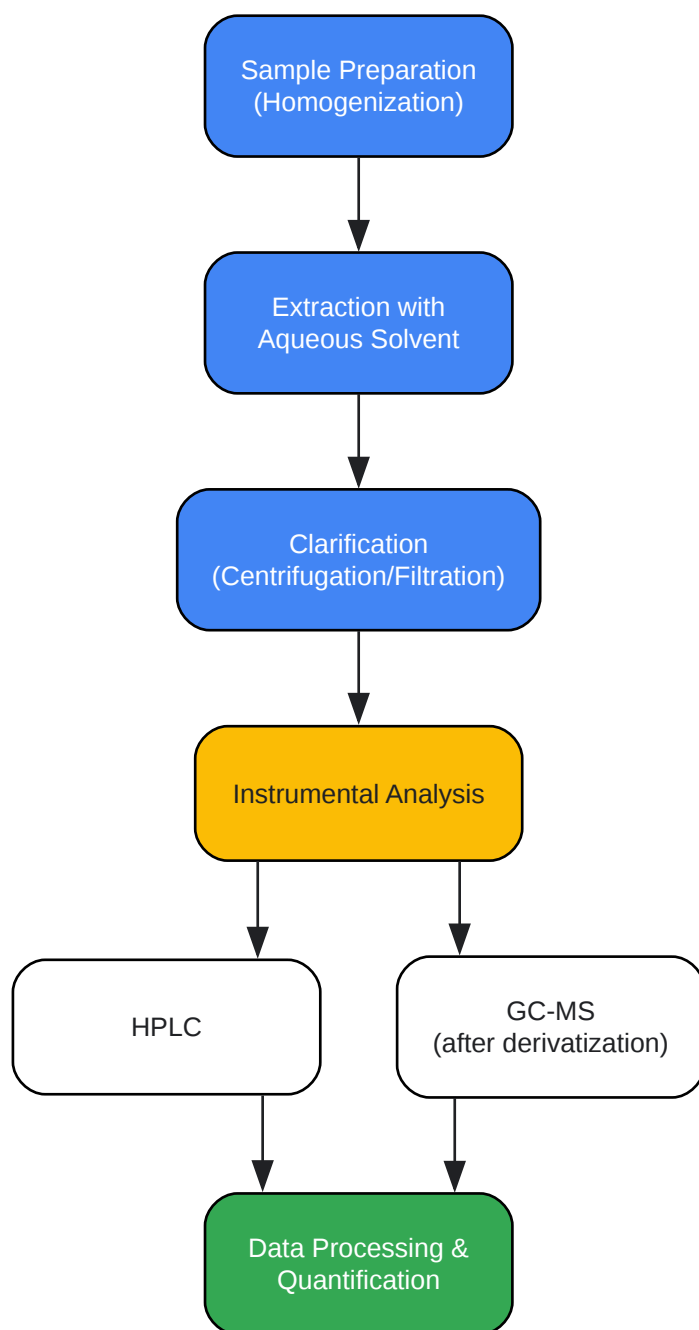 Sample Preparation
(Homogenization)
Extraction with
Aqueous Solvent
Clarification
(Centrifugation/Filtration)
Instrumental Analysis
HPLC
GC-MS
(after derivatization)
Data Processing &
Quantification